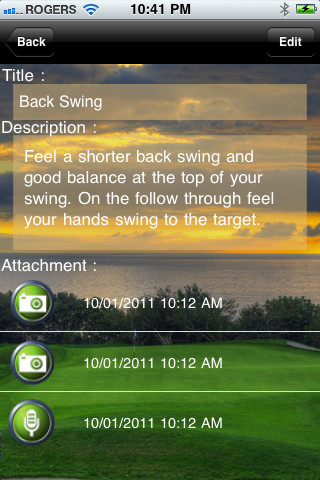 ROGERS 10:41 PM
Back Edit
Title :
Back Swing
Description :
Feel a shorter back swing and
good balance at the top of your
swing. On the follow through feel
your hands swing to the target.
Attachment :
10/01/2011 10:12 AM
10/01/2011 10:12 AM
10/01/2011 10:12 AM